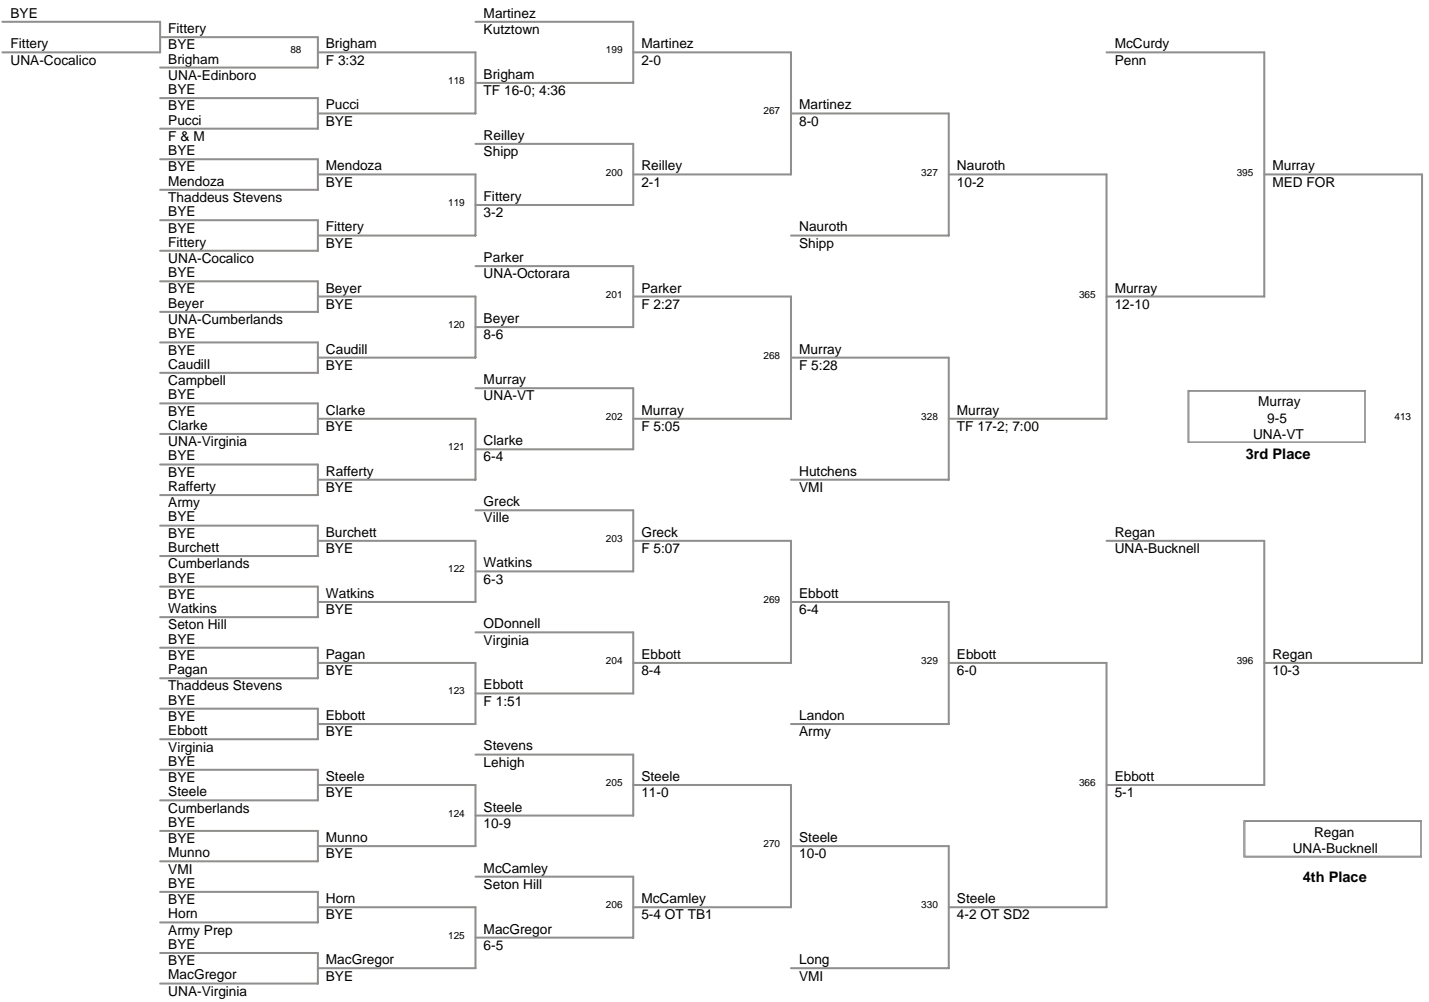 BYE
Fittery
UNA-Cocalico
Fittery
BYE
88
Brigham
UNA-Edinboro
BYE
BYE
Pucci
F & M
BYE
BYE
Mendoza
Thaddeus Stevens
BYE
BYE
Fittery
UNA-Cocalico
BYE
BYE
Beyer
UNA-Cumberlands
BYE
BYE
Caudill
Campbell
BYE
BYE
Clarke
UNA-Virginia
BYE
BYE
Rafferty
Army
BYE
BYE
Burchett
Cumberlands
BYE
BYE
Watkins
Seton Hill
BYE
BYE
Pagan
Thaddeus Stevens
BYE
BYE
Ebbott
Virginia
BYE
BYE
Steele
Cumberlands
BYE
BYE
Munno
VMI
BYE
BYE
Horn
Army Prep
BYE
BYE
MacGregor
UNA-Virginia
Brigham
F 3:32
118
Pucci
BYE
Mendoza
BYE
119
Fittery
BYE
Beyer
BYE
120
Caudill
BYE
Clarke
BYE
121
Rafferty
BYE
Burchett
BYE
122
Watkins
BYE
Pagan
BYE
123
Ebbott
BYE
Steele
BYE
124
Munno
BYE
Horn
BYE
125
MacGregor
BYE
Martinez
Kutztown
199
Brigham
TF 16-0; 4:36
Reilley
Shipp
200
Fittery
3-2
Parker
UNA-Octorara
201
Beyer
8-6
Murray
UNA-VT
202
Clarke
6-4
Greck
Ville
203
Watkins
6-3
ODonnell
Virginia
204
Ebbott
F 1:51
Stevens
Lehigh
205
Steele
10-9
McCamley
Seton Hill
206
MacGregor
6-5
Martinez
2-0
267
Reilley
2-1
Parker
F 2:27
268
Murray
F 5:05
Greck
F 5:07
269
Ebbott
8-4
Steele
11-0
270
McCamley
5-4 OT TB1
Martinez
8-0
327
Nauroth
Shipp
Murray
F 5:28
328
Hutchens
VMI
Ebbott
6-4
329
Landon
Army
Steele
10-0
330
Long
VMI
Nauroth
10-2
365
Murray
TF 17-2; 7:00
Ebbott
6-0
366
Steele
4-2 OT SD2
McCurdy
Penn
395
Murray
12-10
Regan
UNA-Bucknell
396
Ebbott
5-1
Murray
MED FOR
413
Regan
10-3
Murray
9-5
UNA-VT
3rd Place
Regan
UNA-Bucknell
4th Place